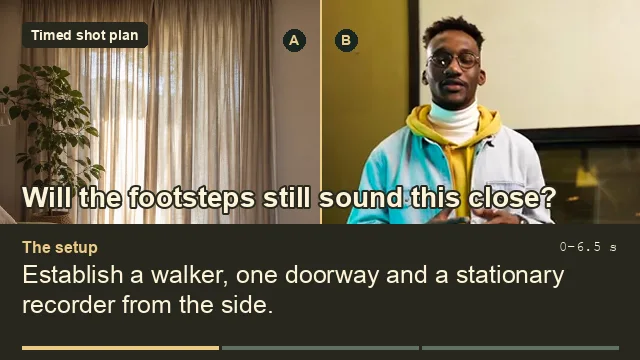 Timed shot plan
A
B
Will the footsteps still sound this close?
The setup
0–6.5 s
Establish a walker, one doorway and a stationary
recorder from the side.